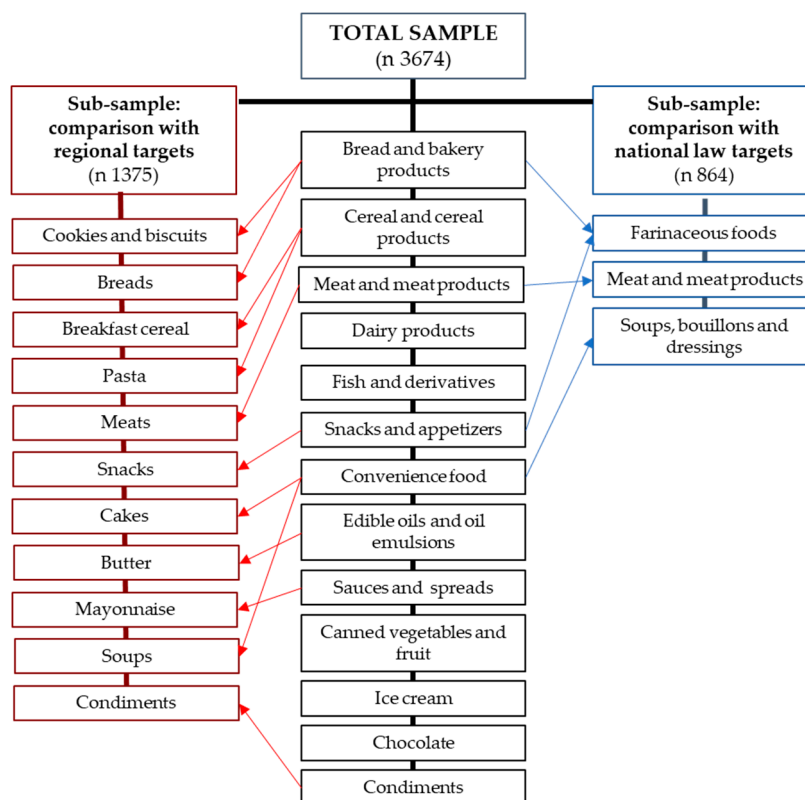 TOTAL SAMPLE
(n 3674)
Sub-sample:
comparison with
regional targets
(n 1375)
Cookies and biscuits
Breads
Breakfast cereal
Pasta
Meats
Snacks
Cakes
Butter
Mayonnaise
Soups
Condiments
Bread and bakery
products
Cereal and cereal
products
Meat and meat products
Dairy products
Fish and derivatives
Snacks and appetizers
Convenience food
Edible oils and oil
emulsions
Sauces and spreads
Canned vegetables and
fruit
Ice cream
Chocolate
Condiments
Sub-sample:
comparison with
national law targets
(n 864)
Farinaceous foods
Meat and meat products
Soups, bouillons and
dressings